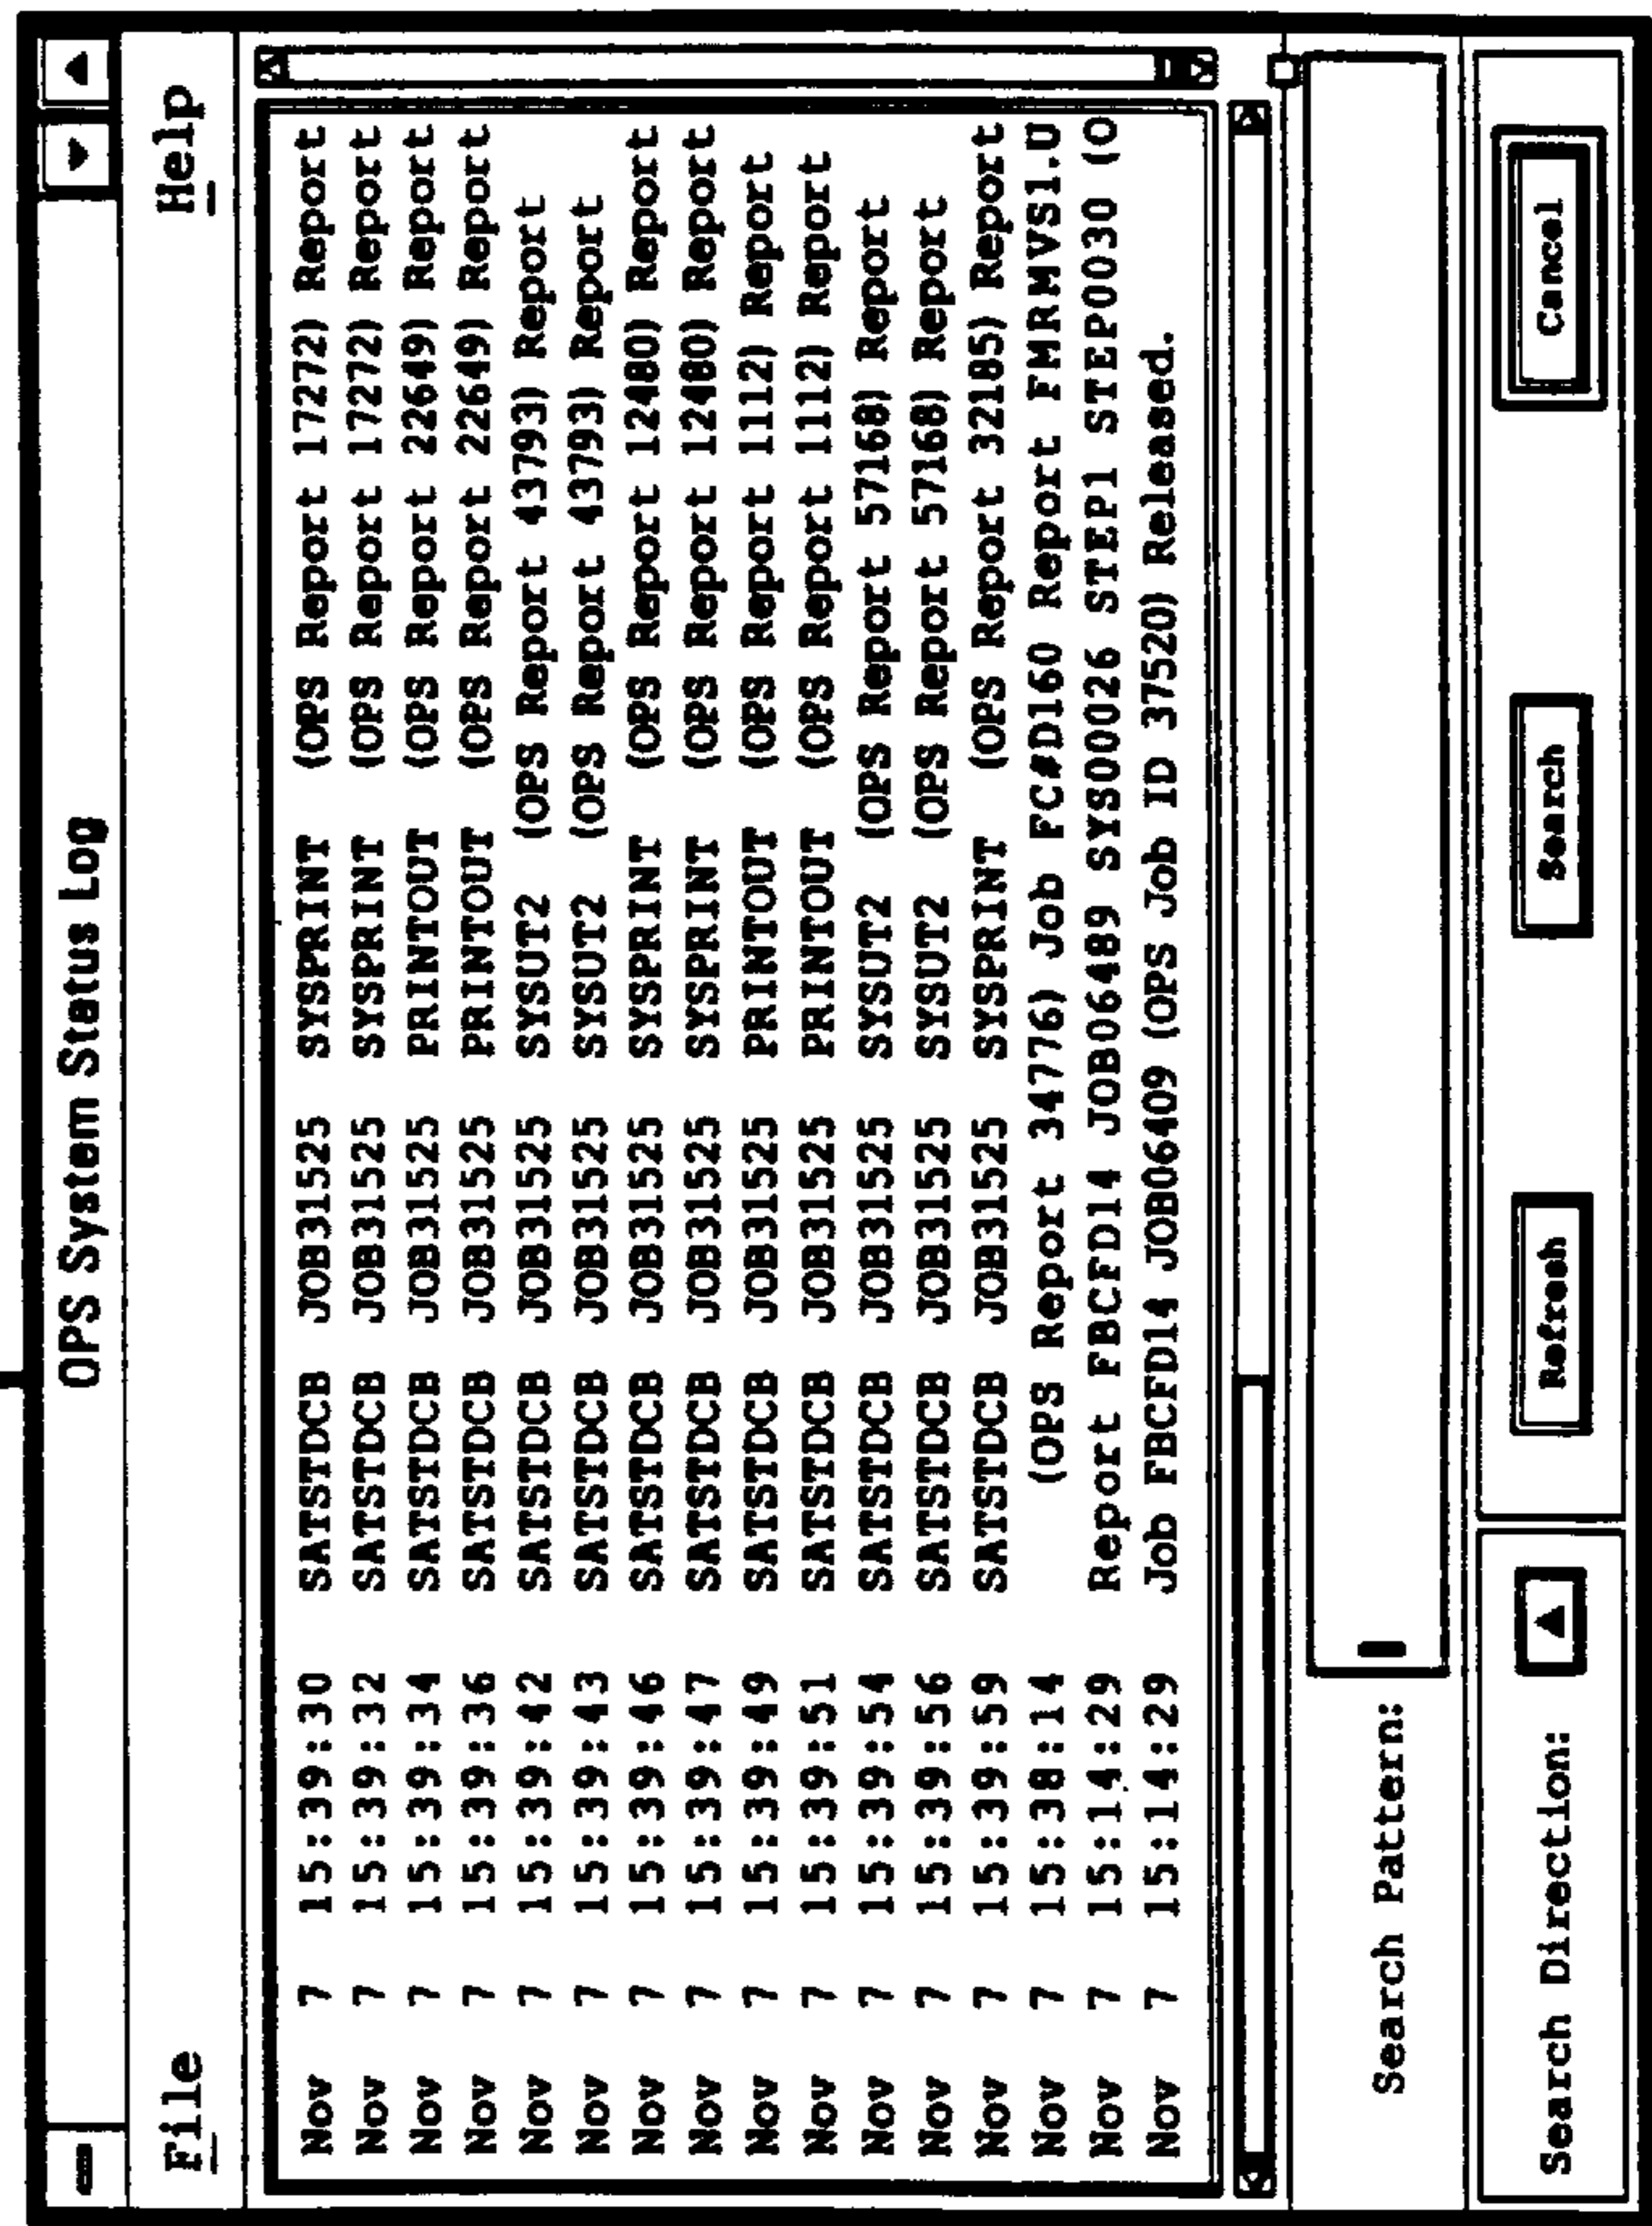 OPS System Status Log
File Help
Nov 7 15:39:30 SATSTDCB JOB31525 SYSPRINT (OPS Report 17272) Report
Nov 7 15:39:32 SATSTDCB JOB31525 SYSPRINT (OPS Report 17272) Report
Nov 7 15:39:34 SATSTDCB JOB31525 PRINTOUT (OPS Report 22649) Report
Nov 7 15:39:36 SATSTDCB JOB31525 PRINTOUT (OPS Report 22649) Report
Nov 7 15:39:42 SATSTDCB JOB31525 SYSUT2 (OPS Report 43793) Report
Nov 7 15:39:43 SATSTDCB JOB31525 SYSUT2 (OPS Report 43793) Report
Nov 7 15:39:46 SATSTDCB JOB31525 SYSPRINT (OPS Report 12480) Report
Nov 7 15:39:47 SATSTDCB JOB31525 SYSPRINT (OPS Report 12480) Report
Nov 7 15:39:49 SATSTDCB JOB31525 PRINTOUT (OPS Report 1112) Report
Nov 7 15:39:51 SATSTDCB JOB31525 PRINTOUT (OPS Report 1112) Report
Nov 7 15:39:54 SATSTDCB JOB31525 SYSUT2 (OPS Report 57168) Report
Nov 7 15:39:56 SATSTDCB JOB31525 SYSUT2 (OPS Report 57168) Report
Nov 7 15:39:59 SATSTDCB JOB31525 SYSPRINT (OPS Report 32185) Report
Nov 7 15:38:14 (OPS Report 34776) Job FC#D160 Report FMRMVS1.U
Nov 7 15:14:29 Report FBCFD14 JOB06489 SYS00026 STEP1 STEP0030 (O
Nov 7 15:14:29 Job FBCFD14 JOB06409 (OPS Job ID 37520) Released.
Search Pattern:
Search Direction: Refresh Search Cancel